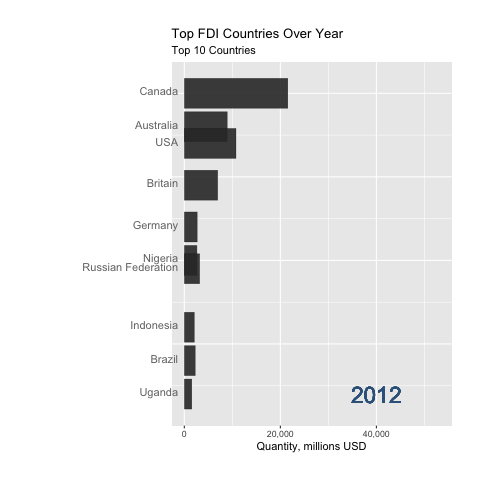 Top FDI Countries Over Year
Top 10 Countries
Canada
Australia
USA
Britain
Germany
Nigeria
Russian Federation
Indonesia
Brazil
Uganda
2012
0 20,000 40,000
Quantity, millions USD